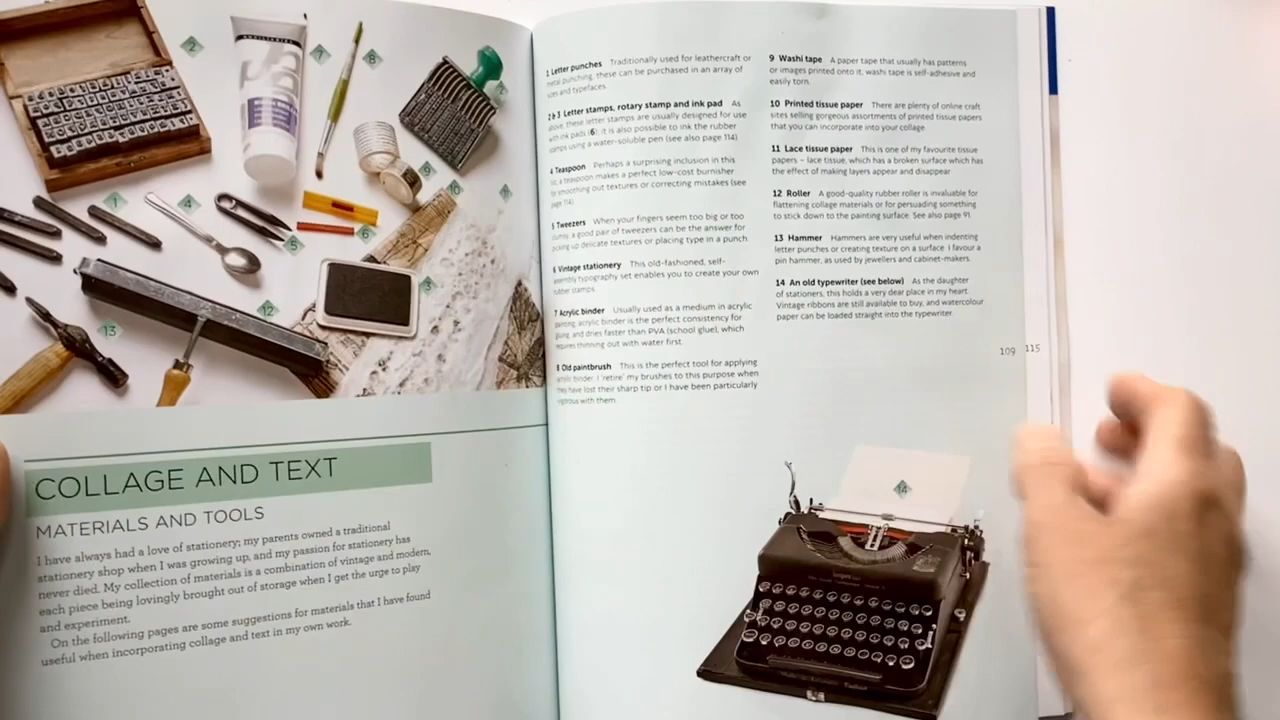 COLLAGE AND TEXT
MATERIALS AND TOOLS
I have always had a love of stationery; my parents owned a traditional
stationery shop when I was growing up, and my passion for stationery has
never died. My collection of materials is a combination of vintage and modern,
each piece being lovingly brought out of storage when I get the urge to play
and experiment.
On the following pages are some suggestions for materials that I have found
useful when incorporating collage and text in my own work.
2
7
8
1
4
5
6
9
10
11
3
12
13
1 Letter punches Traditionally used for leathercraft or
metal punching, these can be purchased in an array of
sizes and typefaces.
2 & 3 Letter stamps, rotary stamp and ink pad As
above, these letter stamps are usually designed for use
with ink pads (6); it is also possible to ink the rubber
stamps using a water-soluble pen (see also page 114).
4 Teaspoon Perhaps a surprising inclusion in this
a teaspoon makes a perfect low-cost burnisher
for smoothing out textures or correcting mistakes (see
page 114).
5 Tweezers When your fingers seem too big or too
clumsy, a good pair of tweezers can be the answer for
picking up delicate textures or placing type in a punch.
6 Vintage stationery This old-fashioned, self-
assembly typography set enables you to create your own
rubber stamps.
7 Acrylic binder Usually used as a medium in acrylic
painting, acrylic binder is the perfect consistency for
gluing and dries faster than PVA (school glue), which
requires thinning out with water first.
8 Old paintbrush This is the perfect tool for applying
acrylic binder. I 'retire' my brushes to this purpose when
they have lost their sharp tip or I have been particularly
vigorous with them.
9 Washi tape A paper tape that usually has patterns
or images printed onto it, washi tape is self-adhesive and
easily torn.
10 Printed tissue paper There are plenty of online craft
sites selling gorgeous assortments of printed tissue papers
that you can incorporate into your collage.
11 Lace tissue paper This is one of my favourite tissue
papers – lace tissue, which has a broken surface which has
the effect of making layers appear and disappear
12 Roller A good-quality rubber roller is invaluable for
flattening collage materials or for persuading something
to stick down to the painting surface. See also page 91.
13 Hammer Hammers are very useful when indenting
letter punches or creating texture on a surface. I favour a
pin hammer, as used by jewellers and cabinet-makers.
14 An old typewriter (see below) As the daughter
of stationers, this holds a very dear place in my heart.
Vintage ribbons are still available to buy, and watercolour
paper can be loaded straight into the typewriter.
109
115
14